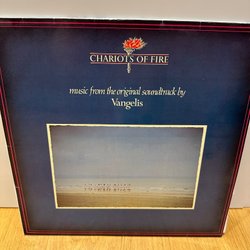 CHARIOTS OF FIRE
music from the original soundtrack by
Vangelis